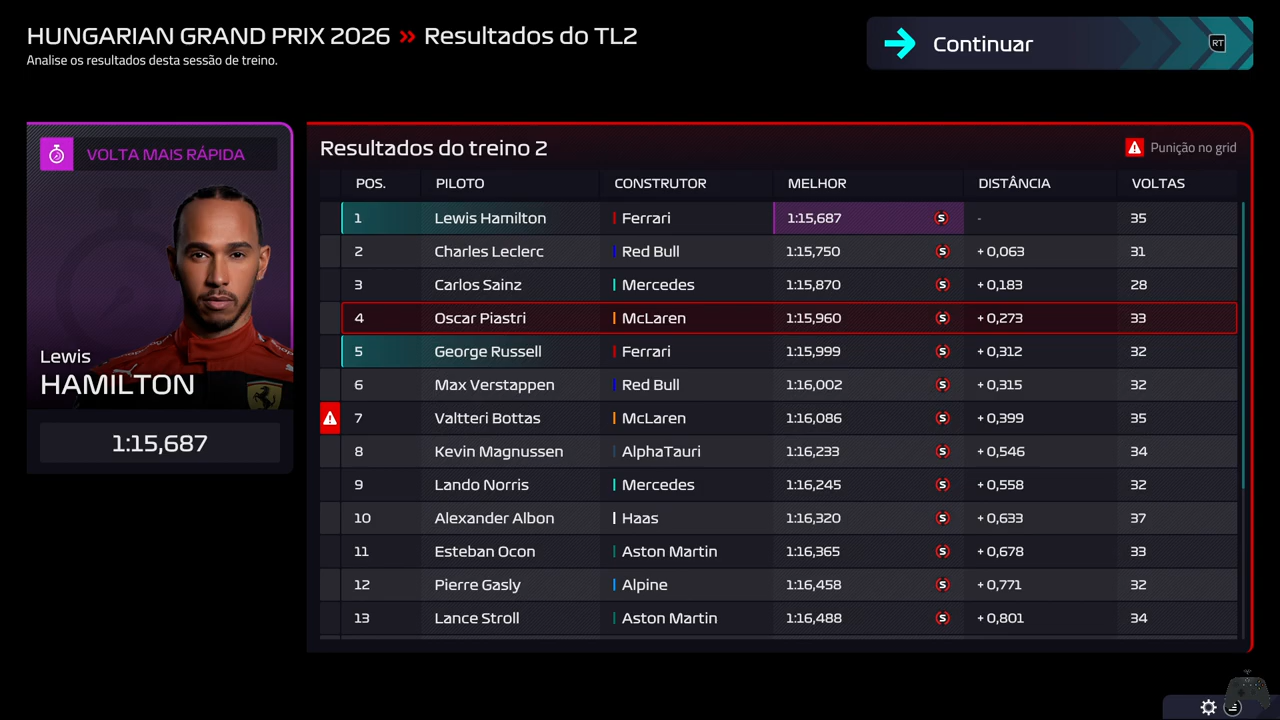 HUNGARIAN GRAND PRIX 2026 » Resultados do TL2
Analise os resultados desta sessão de treino.
Continuar RT
VOLTA MAIS RÁPIDA
Lewis
HAMILTON
1:15,687
Resultados do treino 2 Punição no grid
POS. PILOTO CONSTRUTOR MELHOR DISTÂNCIA VOLTAS
1 Lewis Hamilton Ferrari 1:15,687 S - 35
2 Charles Leclerc Red Bull 1:15,750 S + 0,063 31
3 Carlos Sainz Mercedes 1:15,870 S + 0,183 28
4 Oscar Piastri McLaren 1:15,960 S + 0,273 33
5 George Russell Ferrari 1:15,999 S + 0,312 32
6 Max Verstappen Red Bull 1:16,002 S + 0,315 32
7 Valtteri Bottas McLaren 1:16,086 S + 0,399 35
8 Kevin Magnussen AlphaTauri 1:16,233 S + 0,546 34
9 Lando Norris Mercedes 1:16,245 S + 0,558 32
10 Alexander Albon Haas 1:16,320 S + 0,633 37
11 Esteban Ocon Aston Martin 1:16,365 S + 0,678 33
12 Pierre Gasly Alpine 1:16,458 S + 0,771 32
13 Lance Stroll Aston Martin 1:16,488 S + 0,801 34